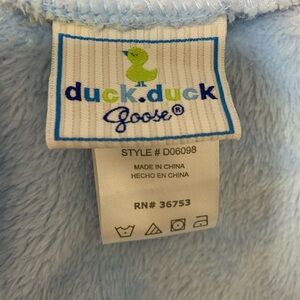 duck.duck
goose®
STYLE # D06098
MADE IN CHINA
HECHO EN CHINA
RN# 36753